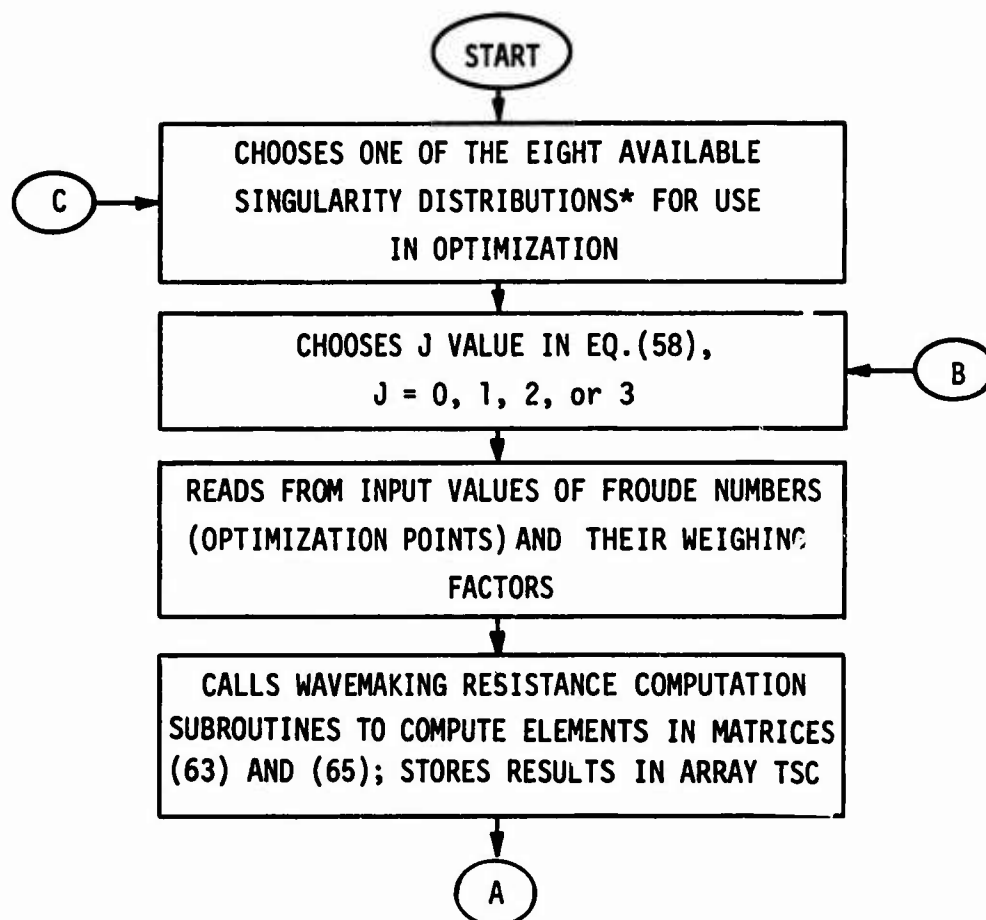 START
CHOOSES ONE OF THE EIGHT AVAILABLE
SINGULARITY DISTRIBUTIONS* FOR USE
IN OPTIMIZATION
C
CHOOSES J VALUE IN EQ.(58),
J = 0, 1, 2, or 3
B
READS FROM INPUT VALUES OF FROUDE NUMBERS
(OPTIMIZATION POINTS) AND THEIR WEIGHING
FACTORS
CALLS WAVEMAKING RESISTANCE COMPUTATION
SUBROUTINES TO COMPUTE ELEMENTS IN MATRICES
(63) AND (65); STORES RESULTS IN ARRAY TSC
A